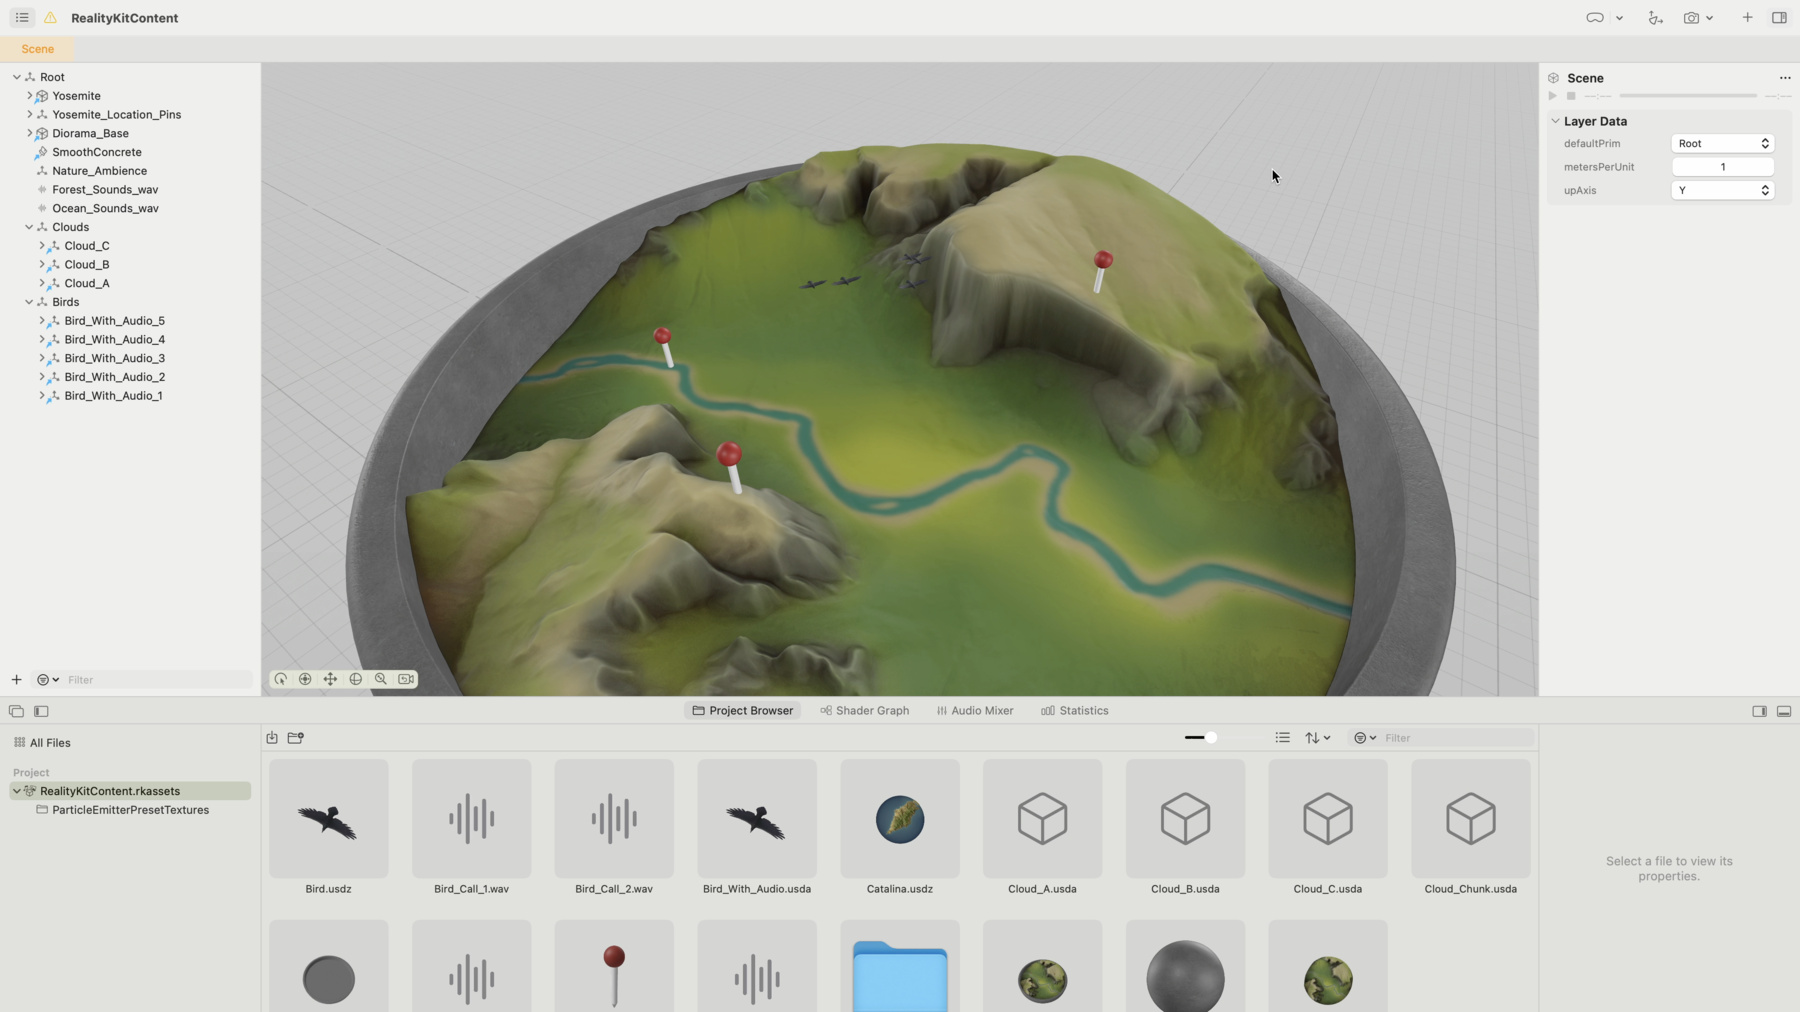 RealityKitContent
Scene
Root
Yosemite
Yosemite_Location_Pins
Diorama_Base
SmoothConcrete
Nature_Ambience
Forest_Sounds_wav
Ocean_Sounds_wav
Clouds
Cloud_C
Cloud_B
Cloud_A
Birds
Bird_With_Audio_5
Bird_With_Audio_4
Bird_With_Audio_3
Bird_With_Audio_2
Bird_With_Audio_1
Filter
Scene
--:--
--:--
Layer Data
defaultPrim Root
metersPerUnit 1
upAxis Y
Project Browser Shader Graph Audio Mixer Statistics
All Files
Project
RealityKitContent.rkassets
ParticleEmitterPresetTextures
Filter
Bird.usdz Bird_Call_1.wav Bird_Call_2.wav Bird_With_Audio.usda Catalina.usdz Cloud_A.usda Cloud_B.usda Cloud_C.usda Cloud_Chunk.usda
Select a file to view its
properties.